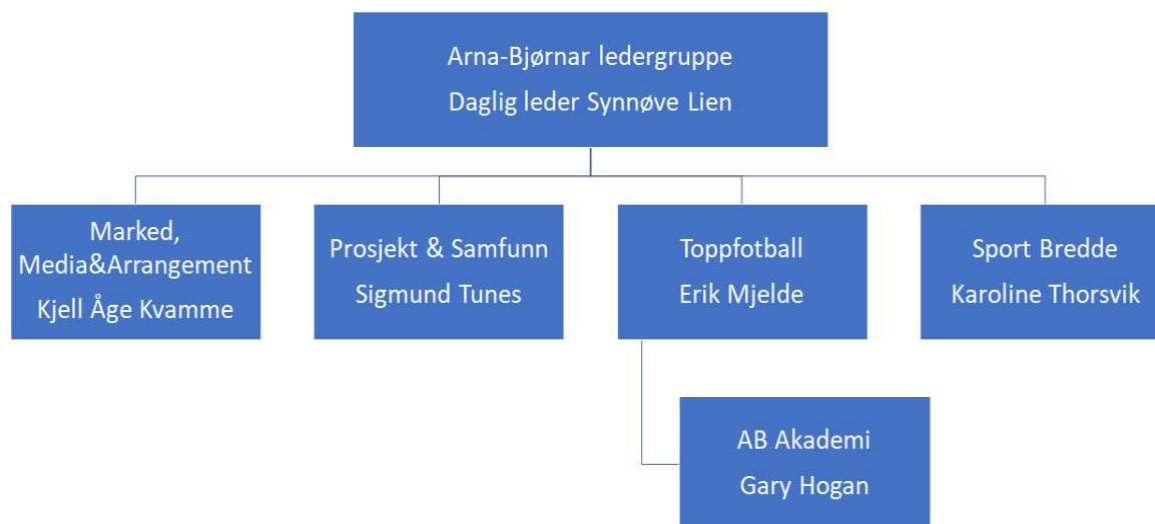 Arna-Bjørnar ledergruppe
Daglig leder Synnøve Lien
Marked,
Media&Arrangement
Kjell Åge Kvamme
Prosjekt & Samfunn
Sigmund Tunes
Toppfotball
Erik Mjelde
Sport Bredde
Karoline Thorsvik
AB Akademi
Gary Hogan